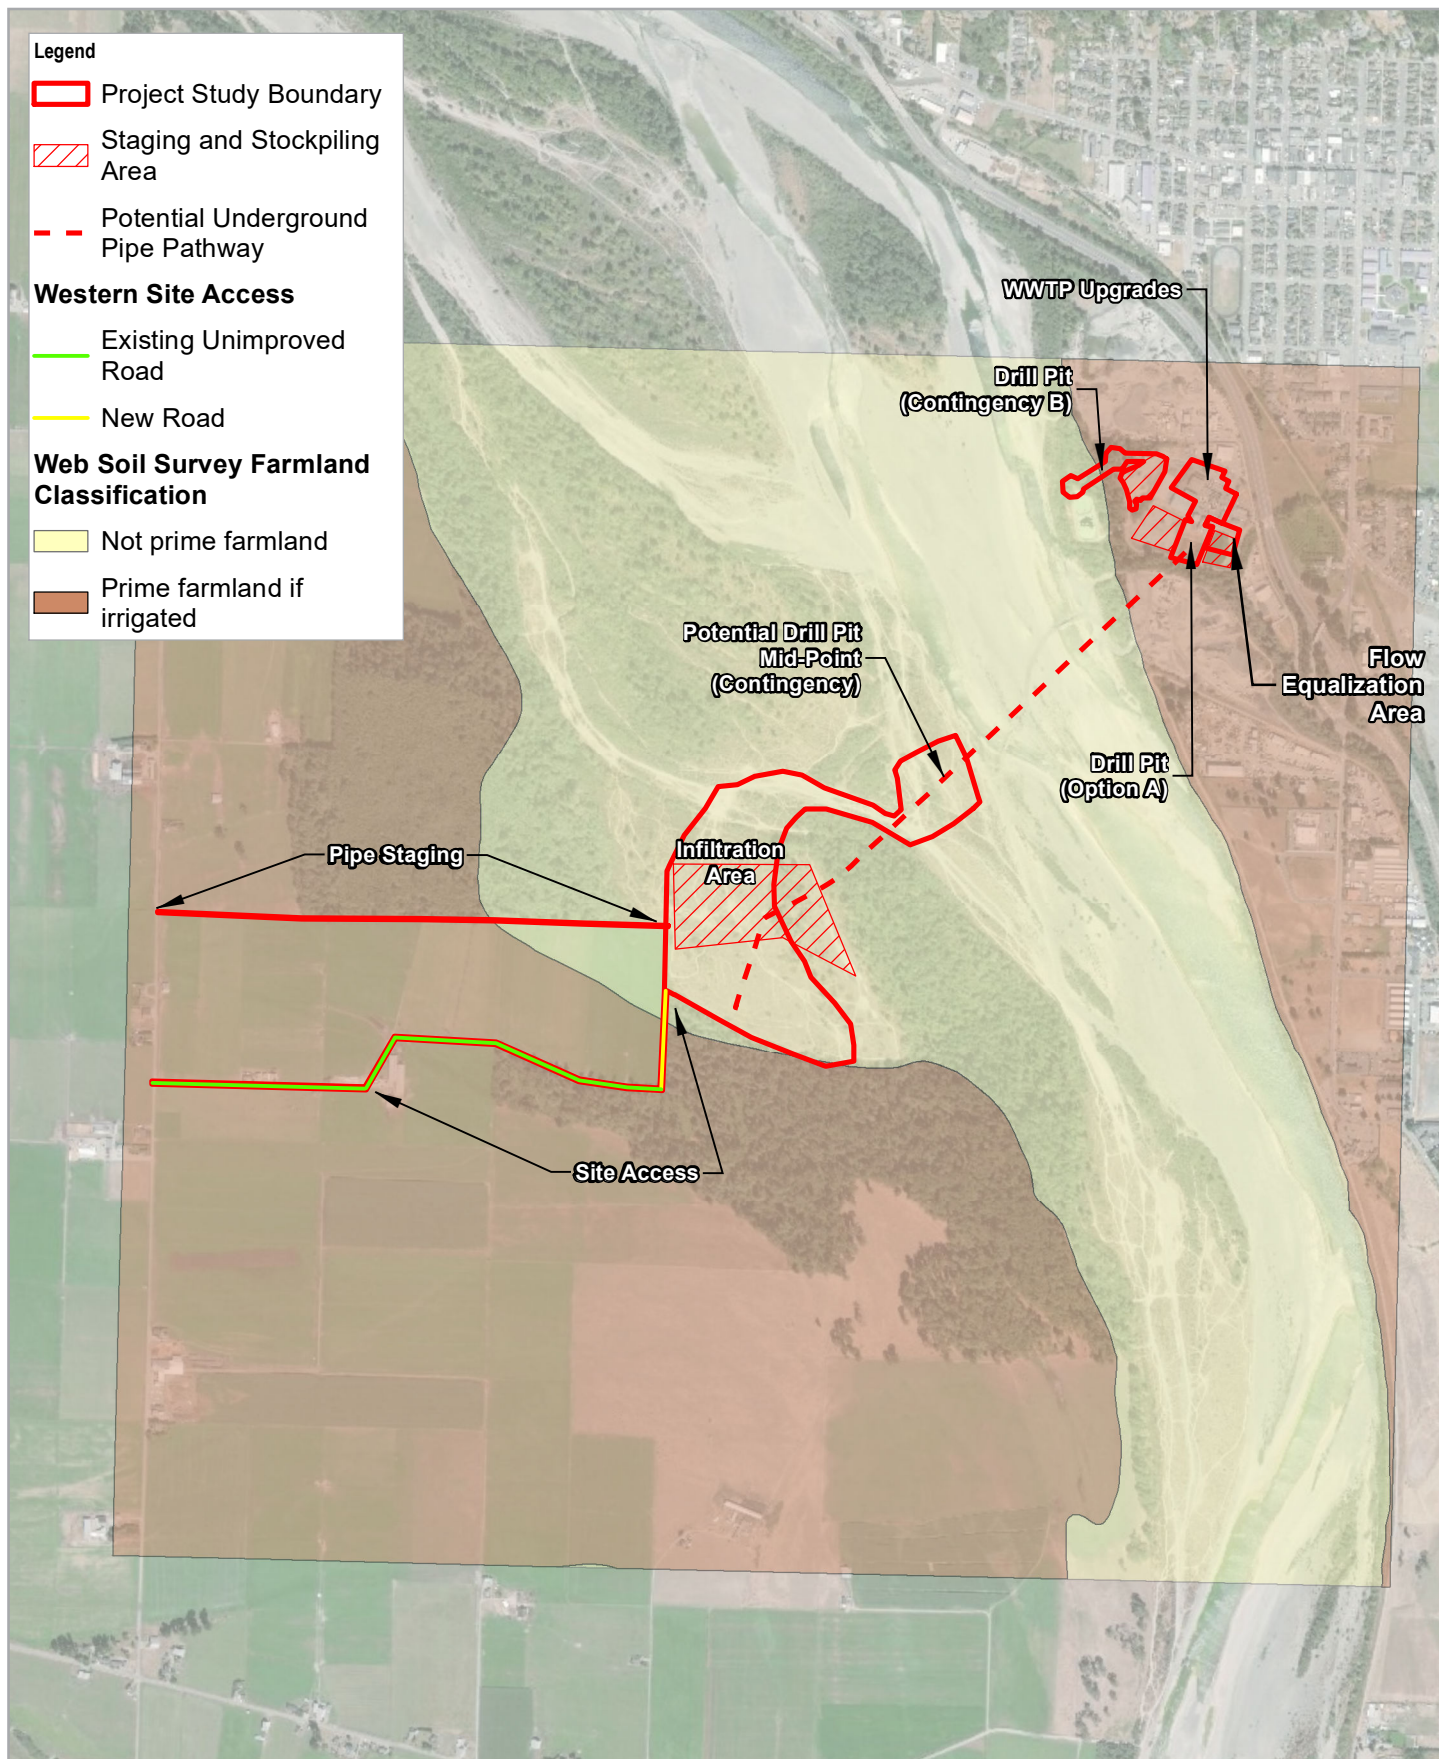 Legend
Project Study Boundary
Staging and Stockpiling
Area
Potential Underground
Pipe Pathway
Western Site Access
Existing Unimproved
Road
New Road
Web Soil Survey Farmland
Classification
Not prime farmland
Prime farmland if
irrigated
WWTP Upgrades
Drill Pit
(Contingency B)
Potential Drill Pit
Mid-Point
(Contingency)
Flow
Equalization
Area
Drill Pit
(Option A)
Pipe Staging
Infiltration
Area
Site Access